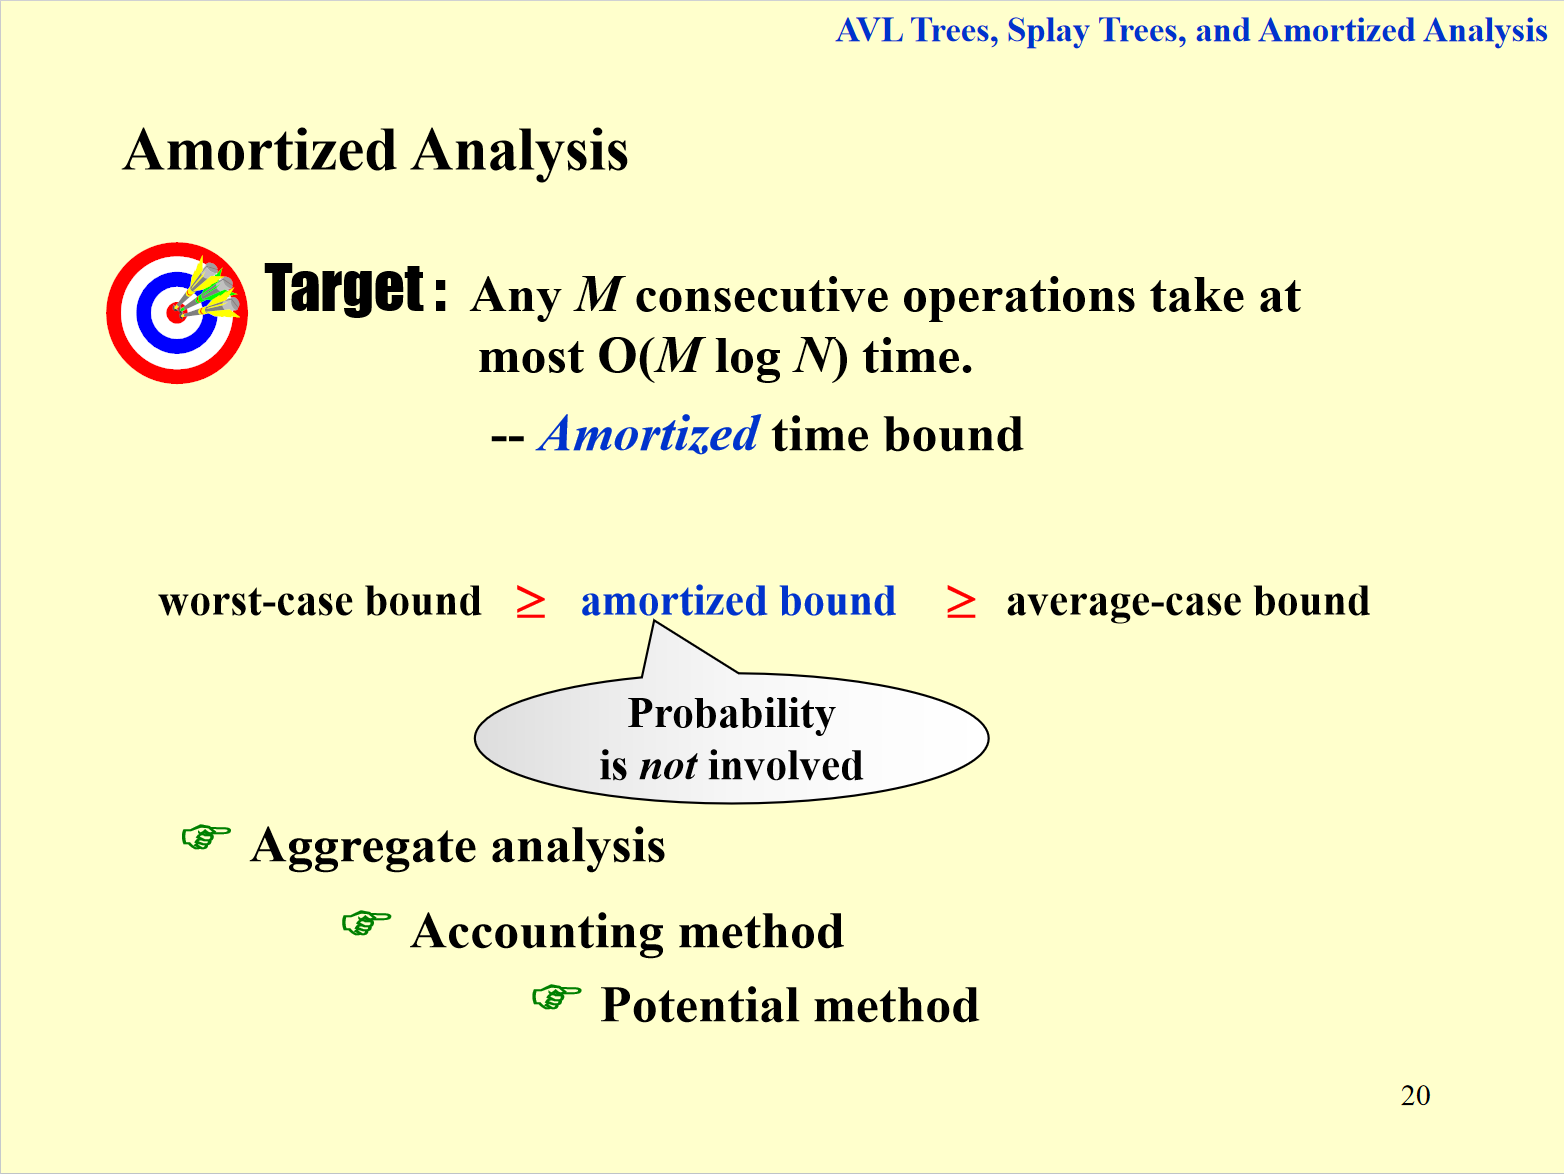 AVL Trees, Splay Trees, and Amortized Analysis
Amortized Analysis
Target : Any M consecutive operations take at
most O(M log N) time.
-- Amortized time bound
worst-case bound ≥ amortized bound ≥ average-case bound
Probability
is not involved
☞ Aggregate analysis
☞ Accounting method
☞ Potential method
20